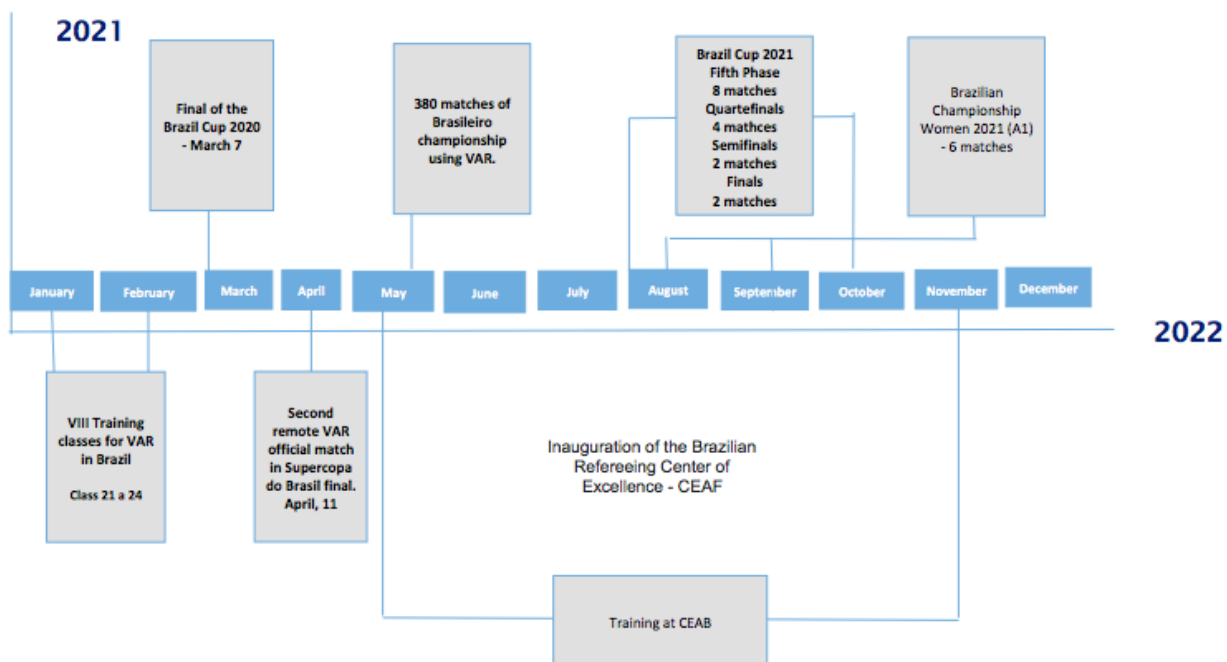 2021
Final of the
Brazil Cup 2020
- March 7
380 matches of
Brasileiro
championship
using VAR.
Brazil Cup 2021
Fifth Phase
8 matches
Quartefinals
4 mathces
Semifinals
2 matches
Finals
2 matches
Brazilian
Championship
Women 2021 (A1)
- 6 matches
January
February
March
April
May
June
July
August
September
October
November
December
2022
VIII Training
classes for VAR
in Brazil
Class 21 a 24
Second
remote VAR
official match
in Supercopa
do Brasil final.
April, 11
Inauguration of the Brazilian
Refereeing Center of
Excellence - CEAF
Training at CEAB